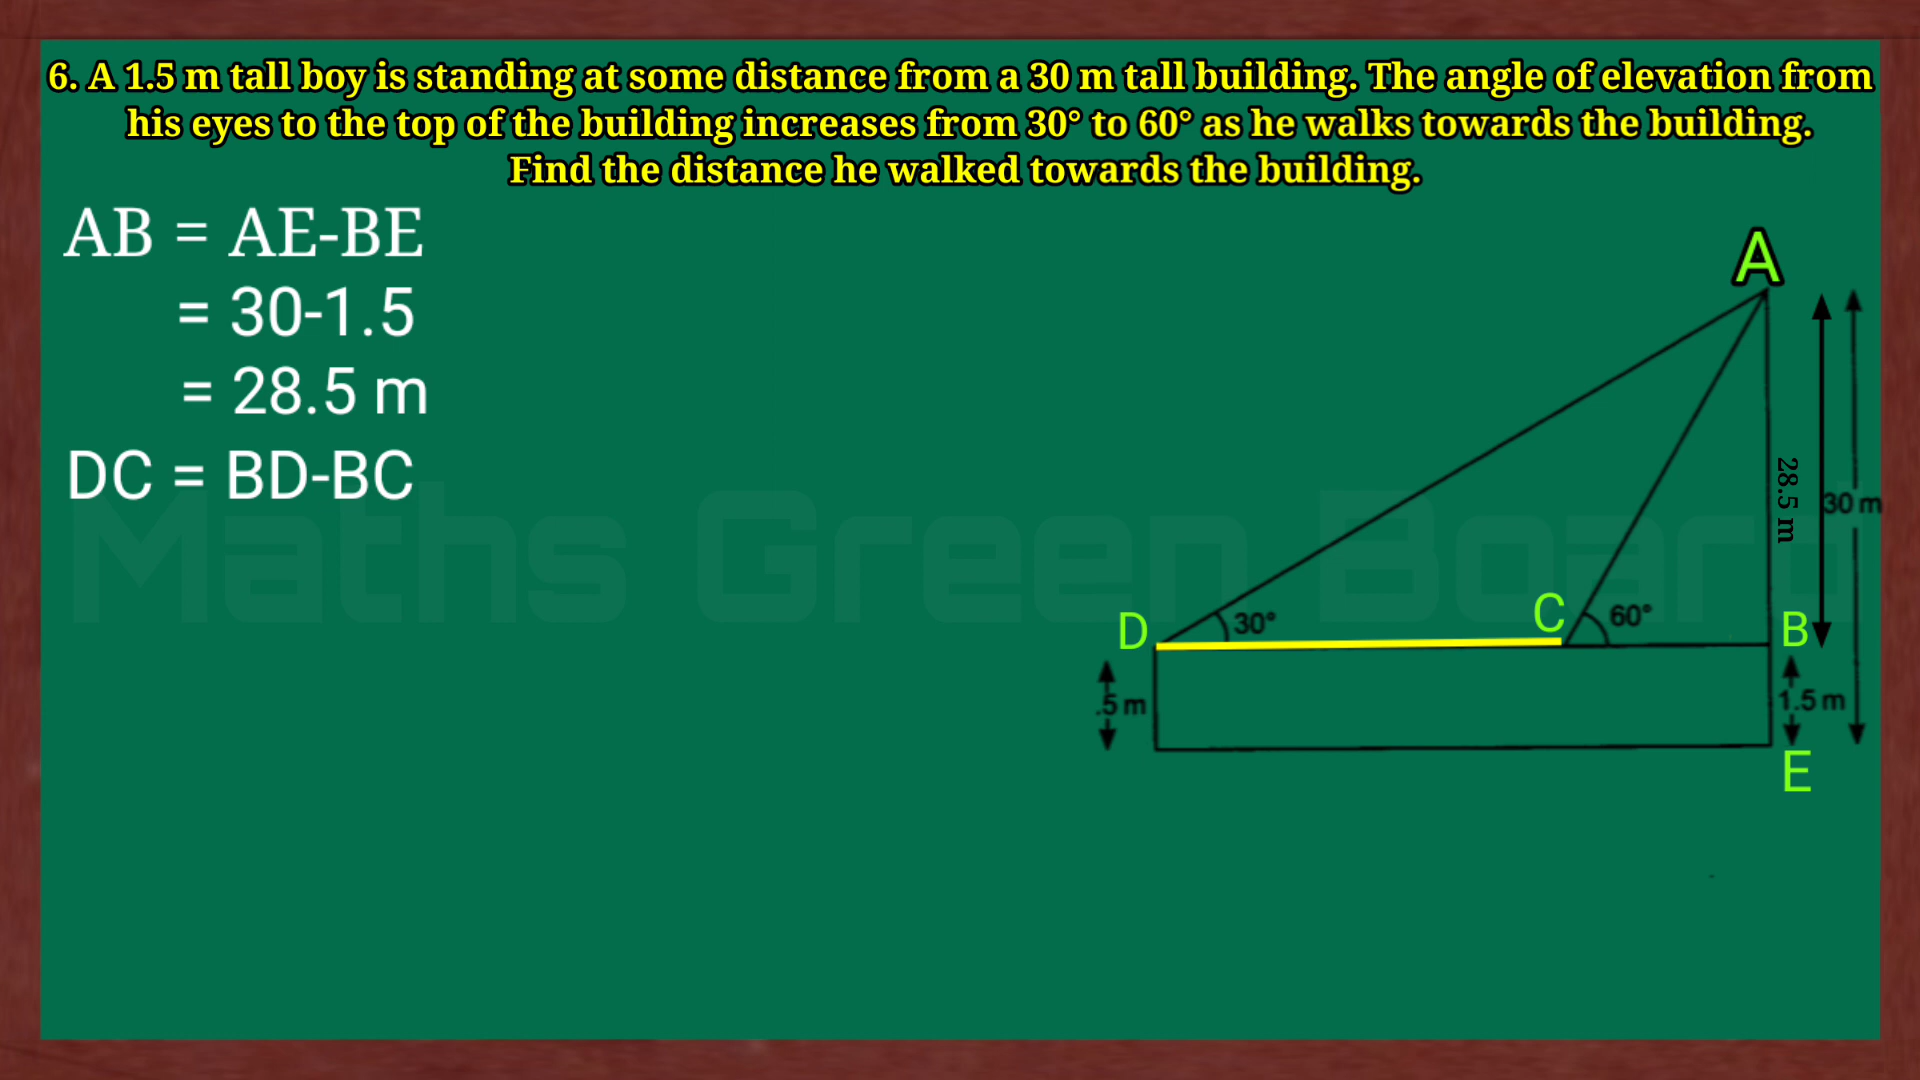 6. A 1.5 m tall boy is standing at some distance from a 30 m tall building. The angle of elevation from
his eyes to the top of the building increases from 30° to 60° as he walks towards the building.
Find the distance he walked towards the building.
AB = AE-BE
= 30-1.5
= 28.5 m
DC = BD-BC
Maths Green Board
A
28.5 m
30 m
D
30°
C
60°
B
.5 m
1.5 m
E